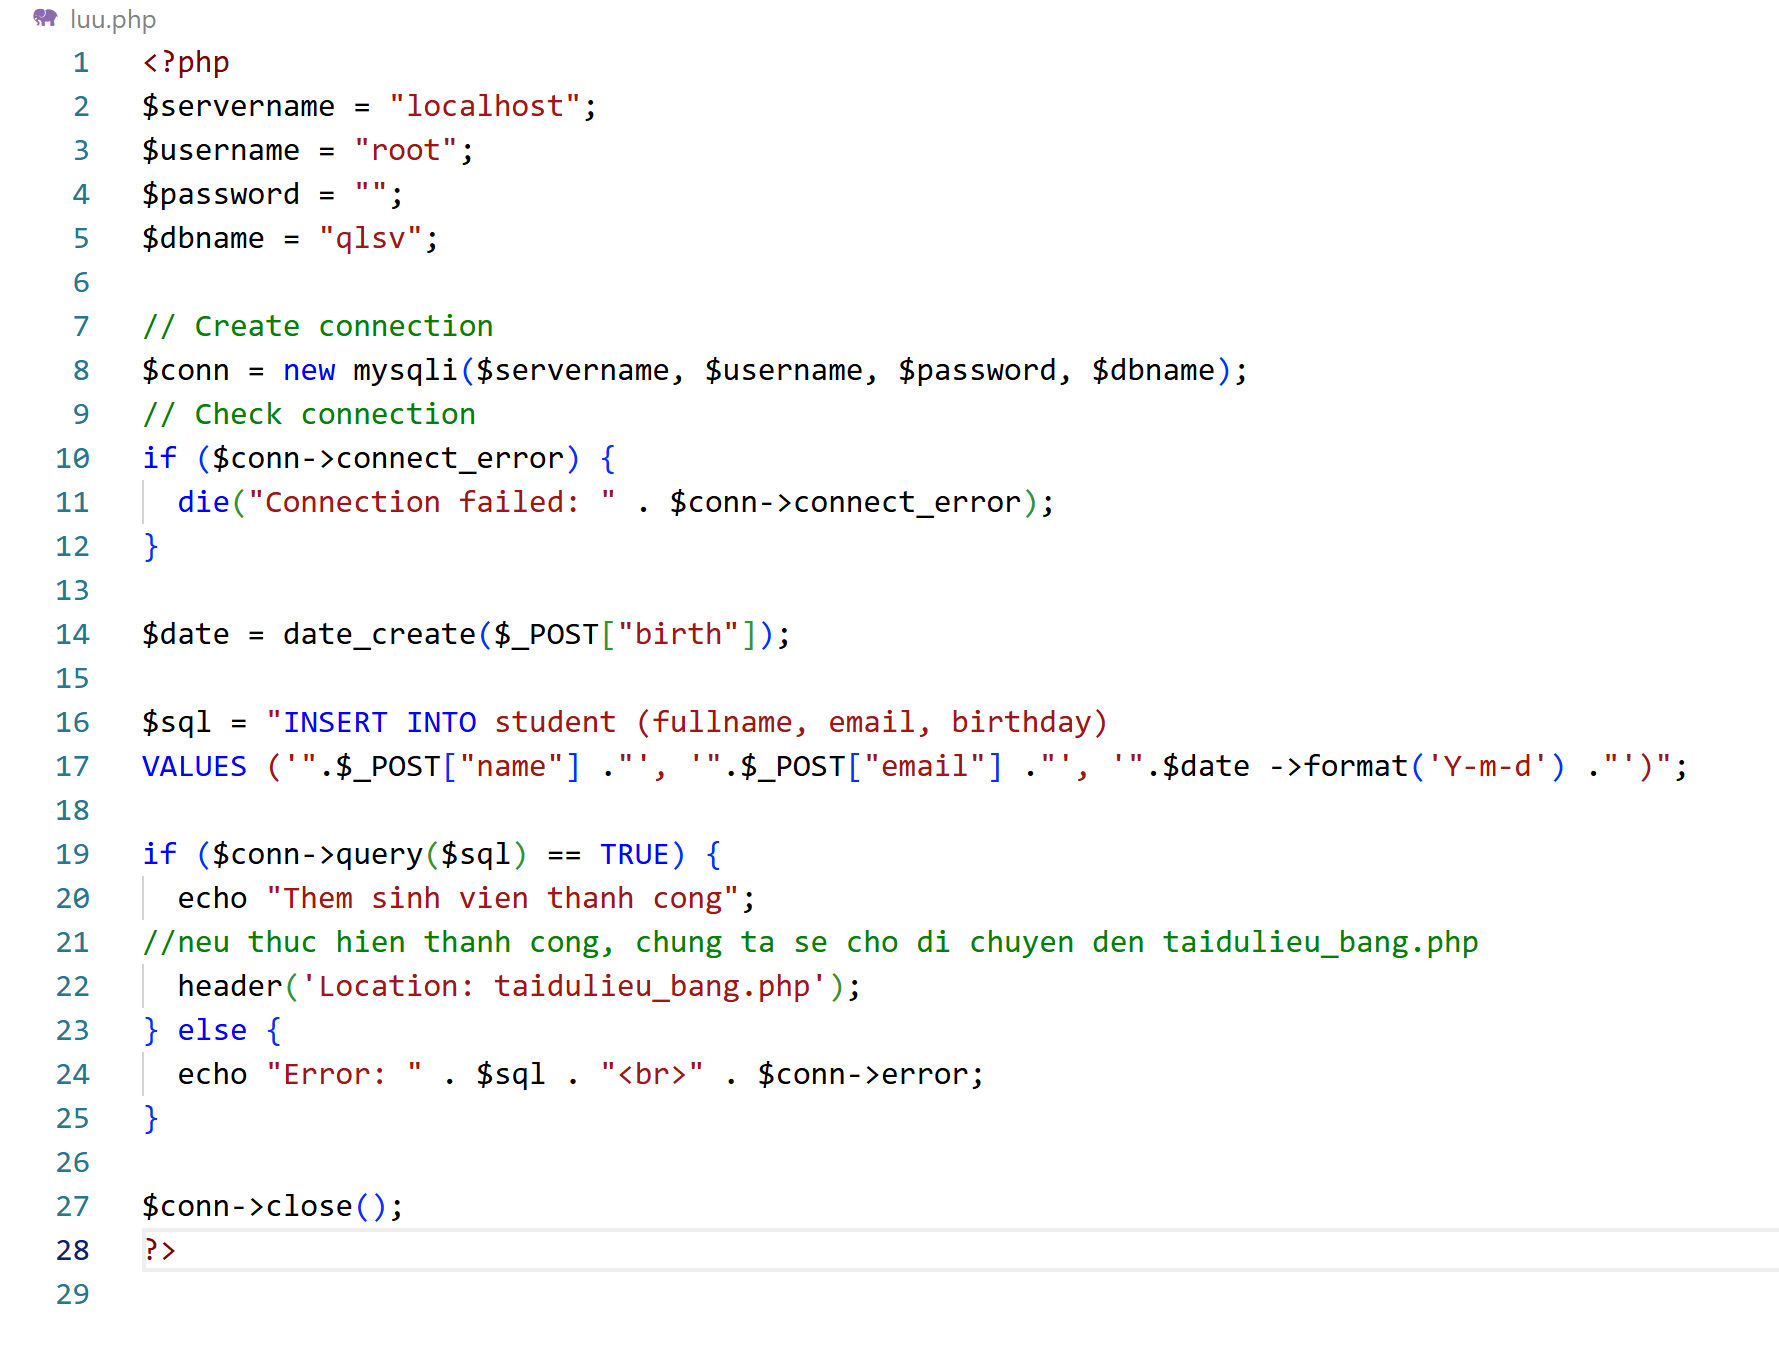 luu.php
1 <?php
2 $servername = "localhost";
3 $username = "root";
4 $password = "";
5 $dbname = "qlsv";
6
7 // Create connection
8 $conn = new mysqli($servername, $username, $password, $dbname);
9 // Check connection
10 if ($conn->connect_error) {
11   die("Connection failed: " . $conn->connect_error);
12 }
13
14 $date = date_create($_POST["birth"]);
15
16 $sql = "INSERT INTO student (fullname, email, birthday)
17 VALUES ('".$_POST["name"] ."', '".$_POST["email"] ."', '".$date ->format('Y-m-d') ."')";
18
19 if ($conn->query($sql) == TRUE) {
20   echo "Them sinh vien thanh cong";
21 //neu thuc hien thanh cong, chung ta se cho di chuyen den taidulieu_bang.php
22   header('Location: taidulieu_bang.php');
23 } else {
24   echo "Error: " . $sql . "<br>" . $conn->error;
25 }
26
27 $conn->close();
28 ?>
29